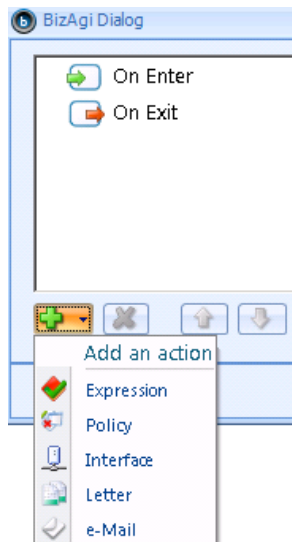 BizAgi Dialog
On Enter
On Exit
Add an action
Expression
Policy
Interface
Letter
e-Mail